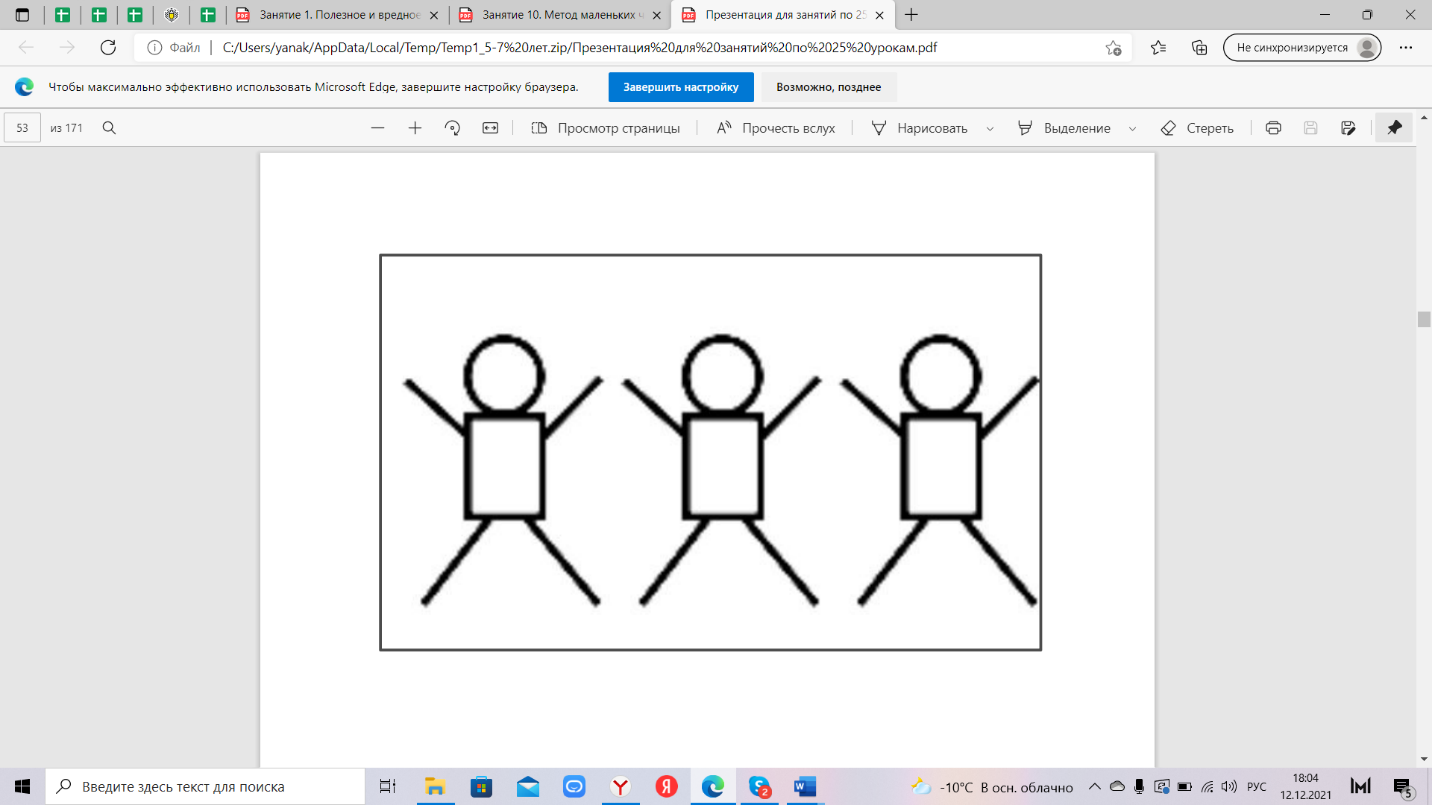 Занятие 1. Полезное и вредное
Занятие 10. Метод маленьких ч
Презентация для занятий по 25
Файл
C:/Users/yanak/AppData/Local/Temp/Temp1_5-7%20лет.zip/Презентация%20для%20занятий%20по%2025%20урокам.pdf
Не синхронизируется
Чтобы максимально эффективно использовать Microsoft Edge, завершите настройку браузера.
Завершить настройку
Возможно, позднее
53 из 171
Просмотр страницы
Прочесть вслух
Нарисовать
Выделение
Стереть
Введите здесь текст для поиска
-10°C В осн. облачно
РУС
18:04
12.12.2021